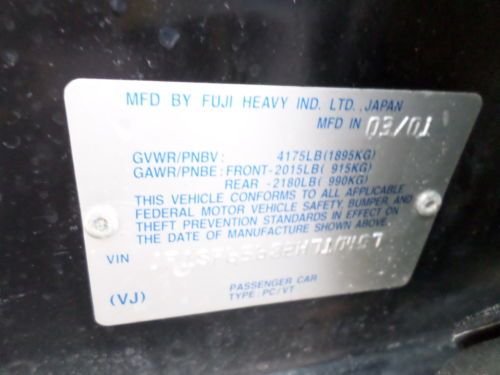 MFD BY FUJI HEAVY IND. LTD., JAPAN
MFD IN 03/01
GVWR/PNBV: 4175LB(1895KG)
GAWR/PNBE: FRONT-2015LB( 915KG)
REAR -2180LB( 990KG)
THIS VEHICLE CONFORMS TO ALL APPLICABLE
FEDERAL MOTOR VEHICLE SAFETY, BUMPER, AND
THEFT PREVENTION STANDARDS IN EFFECT ON
THE DATE OF MANUFACTURE SHOWN ABOVE.
VIN
(VJ)
PASSENGER CAR
TYPE: PC/VT